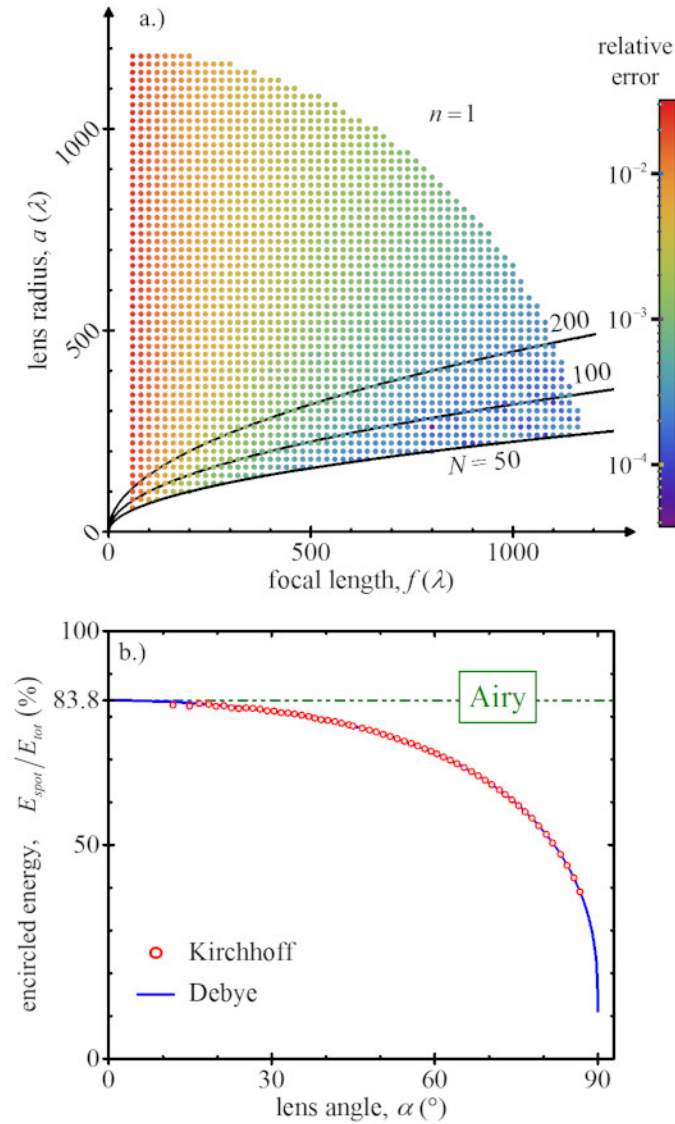 a.)
relative
error
n = 1
1000
500
0
lens radius, a (λ)
10⁻²
10⁻³
10⁻⁴
200
100
N = 50
0 500 1000
focal length, f (λ)
b.)
100
83.8
50
0
encircled energy, E_spot/E_tot (%)
Airy
Kirchhoff
Debye
0 30 60 90
lens angle, α (°)